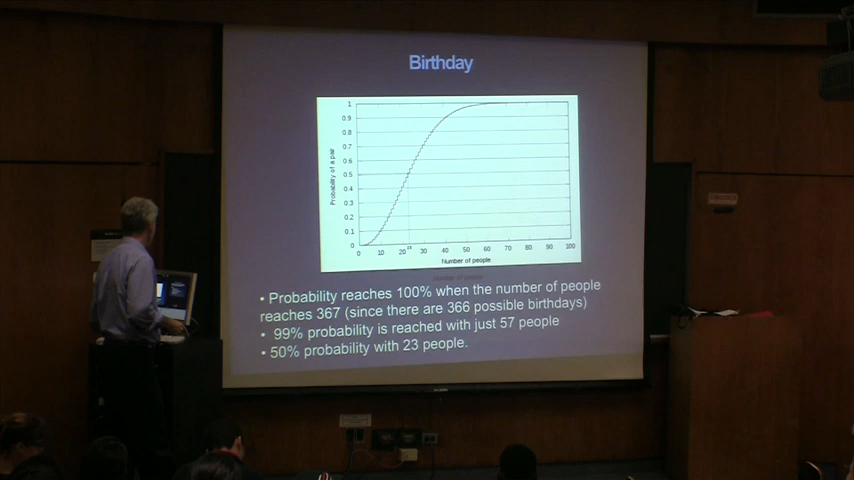 Birthday
1
0.9
0.8
0.7
0.6
0.5
0.4
0.3
0.2
0.1
0
Probability of a pair
0 10 20 23 30 40 50 60 70 80 90 100
Number of people
• Probability reaches 100% when the number of people
reaches 367 (since there are 366 possible birthdays)
• 99% probability is reached with just 57 people
• 50% probability with 23 people.